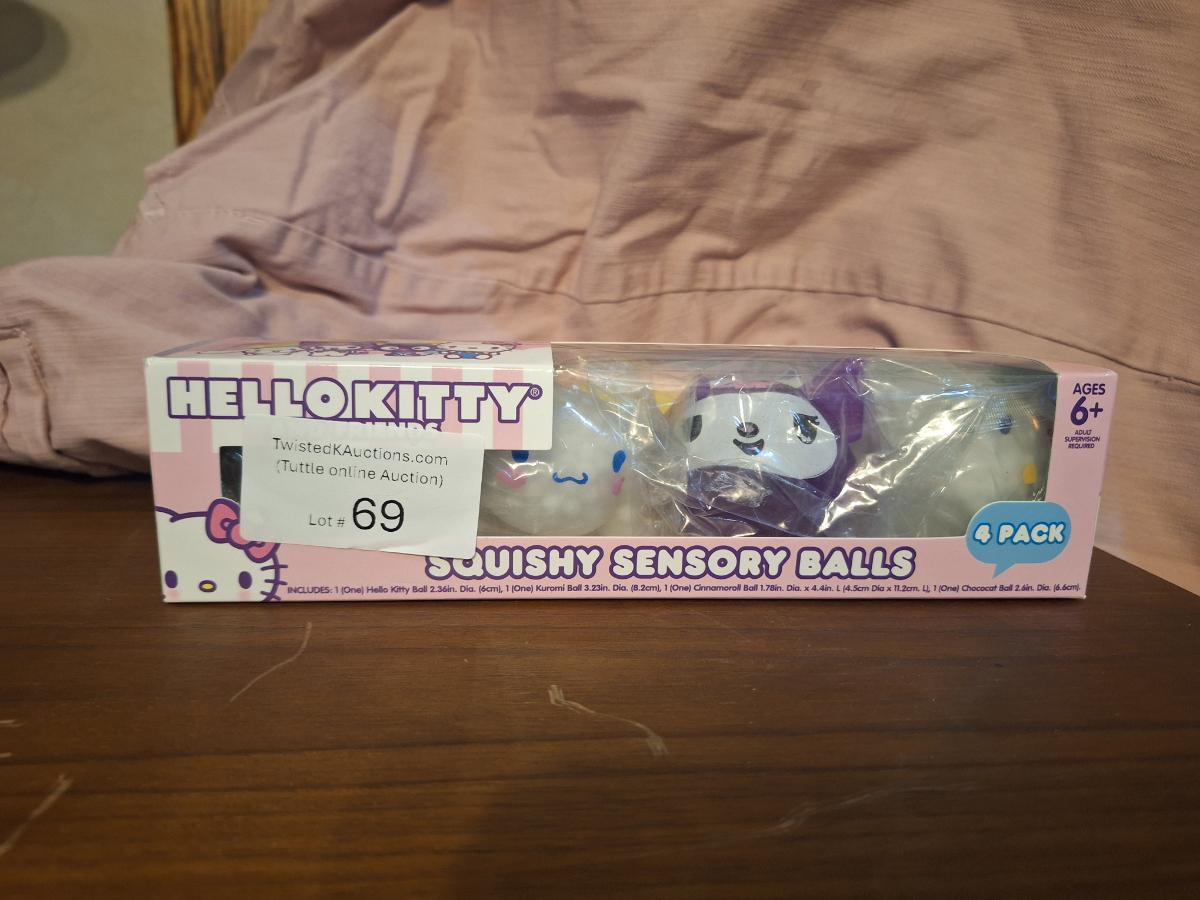 HELLO KITTY®
TwistedKAuctions.com
(Tuttle online Auction)
Lot # 69
AGES
6+
ADULT
SUPERVISION
REQUIRED
4 PACK
SQUISHY SENSORY BALLS
INCLUDES: 1 (One) Hello Kitty Ball 2.36in. Dia. (6cm), 1 (One) Kuromi Ball 3.23in. Dia. (8.2cm), 1 (One) Cinnamoroll Ball 1.78in. Dia. x 4.4in. L (4.5cm Dia x 11.2cm. L), 1 (One) Chococat Ball 2.6in. Dia. (6.6cm).